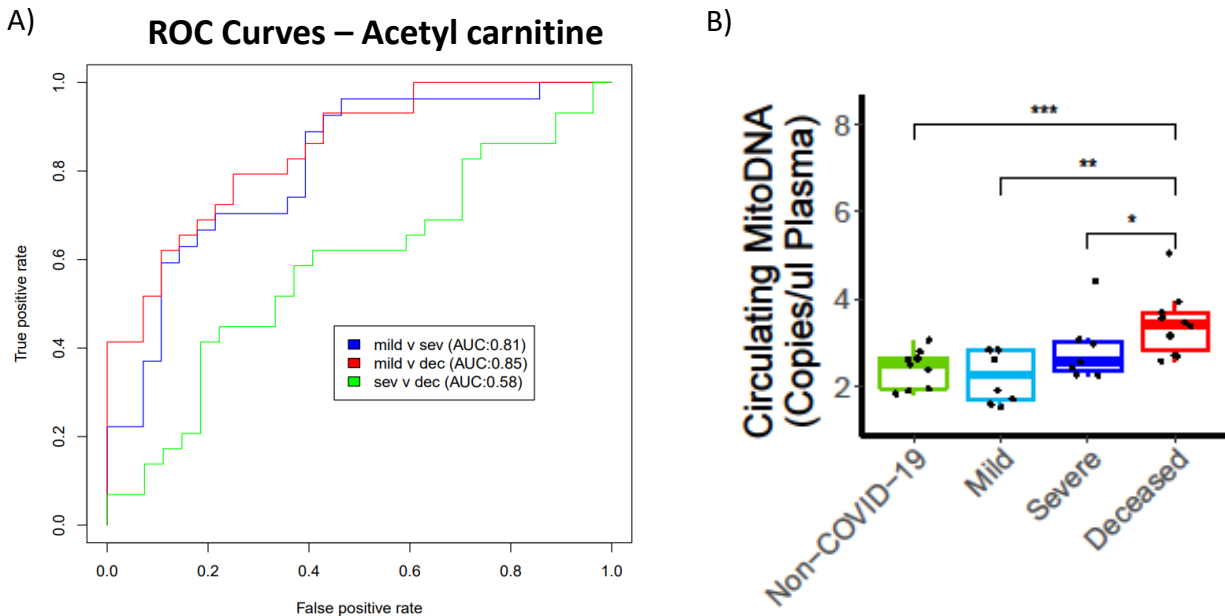 A)
ROC Curves – Acetyl carnitine
True positive rate
1.0
0.8
0.6
0.4
0.2
0.0
mild v sev (AUC:0.81)
mild v dec (AUC:0.85)
sev v dec (AUC:0.58)
0.0 0.2 0.4 0.6 0.8 1.0
False positive rate
B)
Circulating MitoDNA
(Copies/ul Plasma)
8
6
4
2
***
**
*
Non−COVID−19
Mild
Severe
Deceased